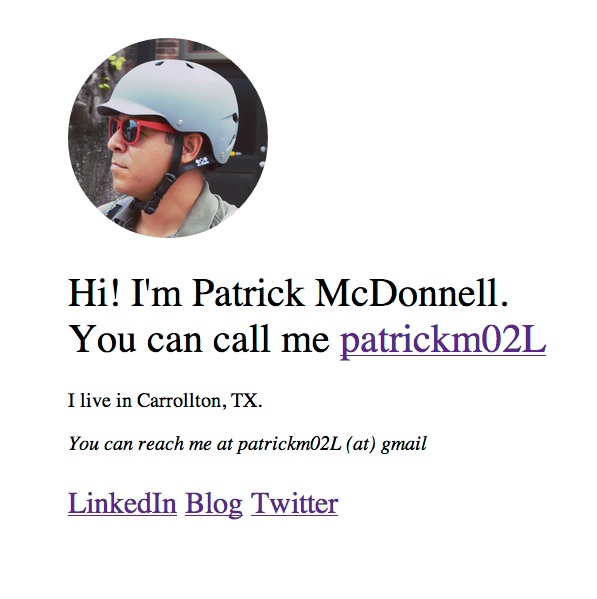 Hi! I'm Patrick McDonnell.
You can call me patrickm02L
I live in Carrollton, TX.
You can reach me at patrickm02L (at) gmail
LinkedIn Blog Twitter